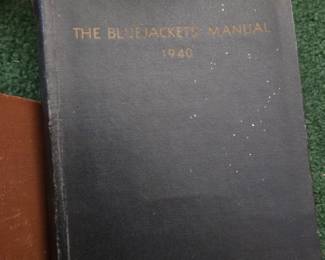 THE BLUEJACKETS' MANUAL
1940